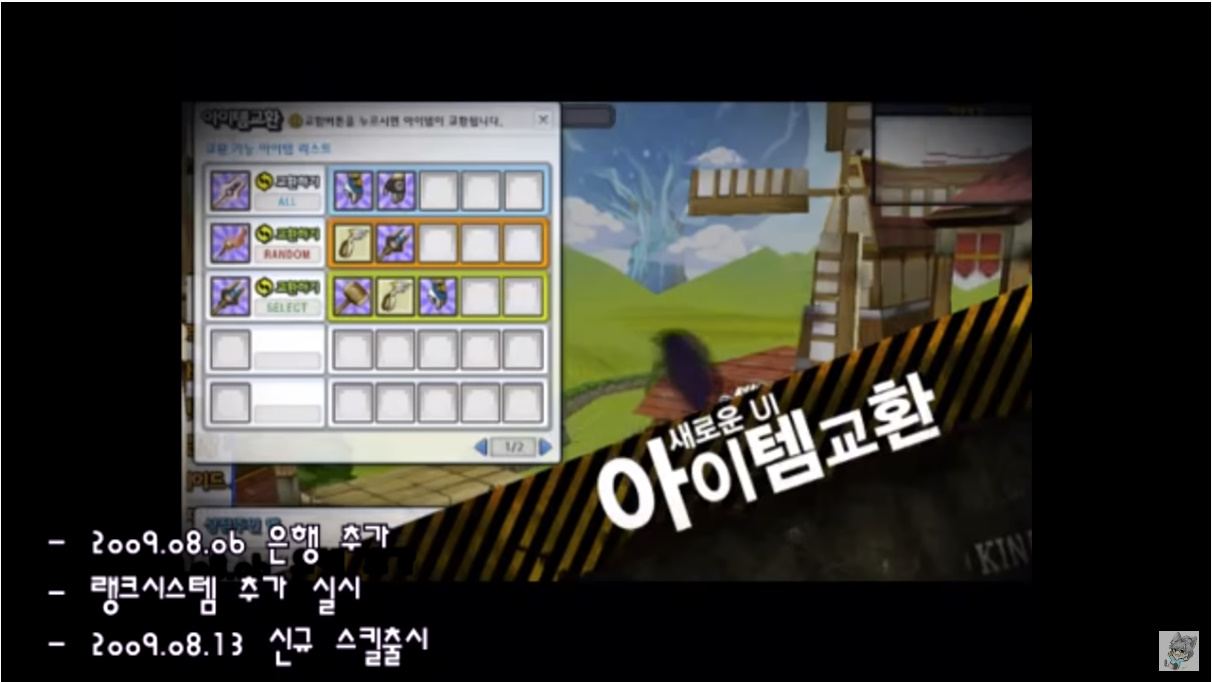 아이템교환
교환버튼을 누르시면 아이템이 교환됩니다.
교환 가능 아이템 리스트
교환하기
ALL
교환하기
RANDOM
교환하기
SELECT
1/2
새로운 UI
아이템교환
KIN
- 2009.08.06 은행 추가
- 랭크시스템 추가 실시
- 2009.08.13 신규 스킬출시